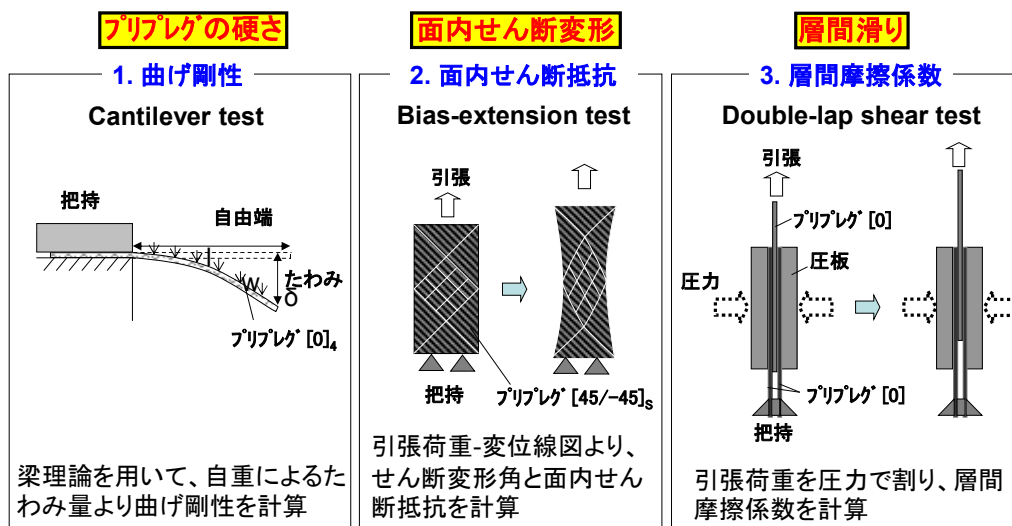 プリプレグの硬さ
面内せん断変形
層間滑り
1. 曲げ剛性
Cantilever test
把持
自由端
l
w
たわみ
δ
プリプレグ [0]4
梁理論を用いて、自重によるた
わみ量より曲げ剛性を計算
2. 面内せん断抵抗
Bias-extension test
引張
把持
プリプレグ [45/-45]s
引張荷重-変位線図より、
せん断変形角と面内せん
断抵抗を計算
3. 層間摩擦係数
Double-lap shear test
引張
プリプレグ [0]
圧板
圧力
プリプレグ [0]
把持
引張荷重を圧力で割り、層間
摩擦係数を計算